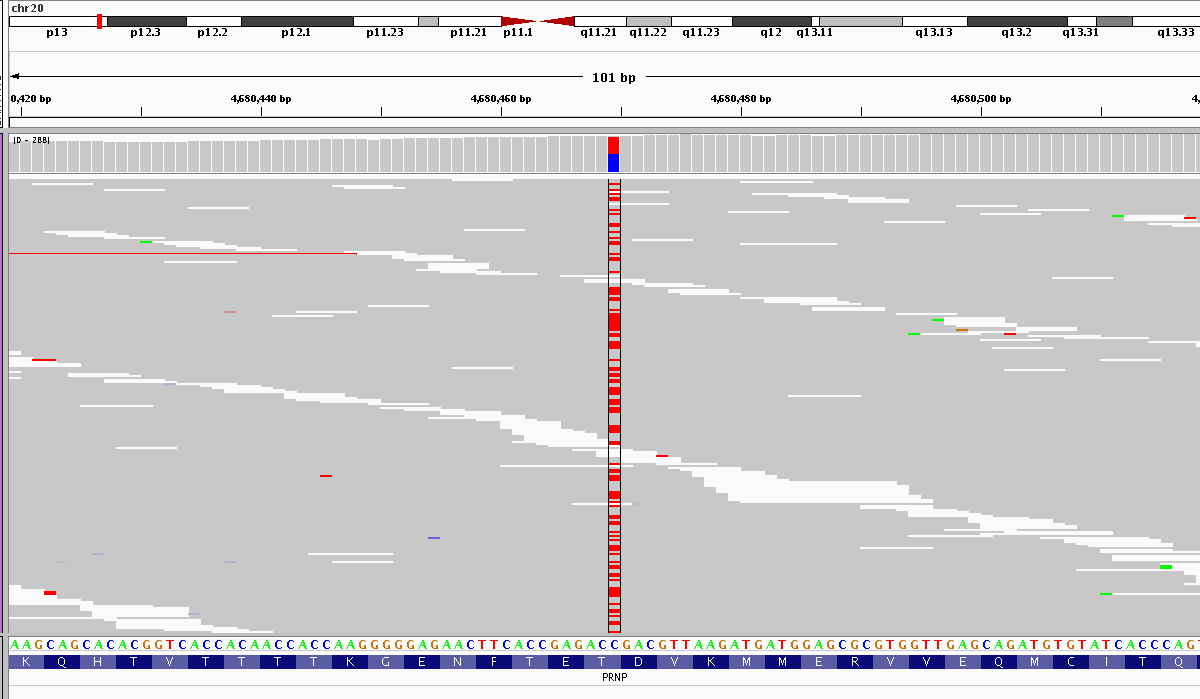 chr20
p13 p12.3 p12.2 p12.1 p11.23 p11.21 p11.1 q11.21 q11.22 q11.23 q12 q13.11 q13.13 q13.2 q13.31 q13.33
101 bp
0,420 bp 4,680,440 bp 4,680,460 bp 4,680,480 bp 4,680,500 bp 4,
[0 - 288]
AAGCAGCACACGGTCACCACAACCACCAAGGGGGAGAACTTCACCGAGACCGACGTTAAGATGATGGAGCGCGTGGTTGAGCAGATGTGTATCACCCAGT
K Q H T V T T T T K G E N F T E T D V K M M E R V V E Q M C I T Q
PRNP